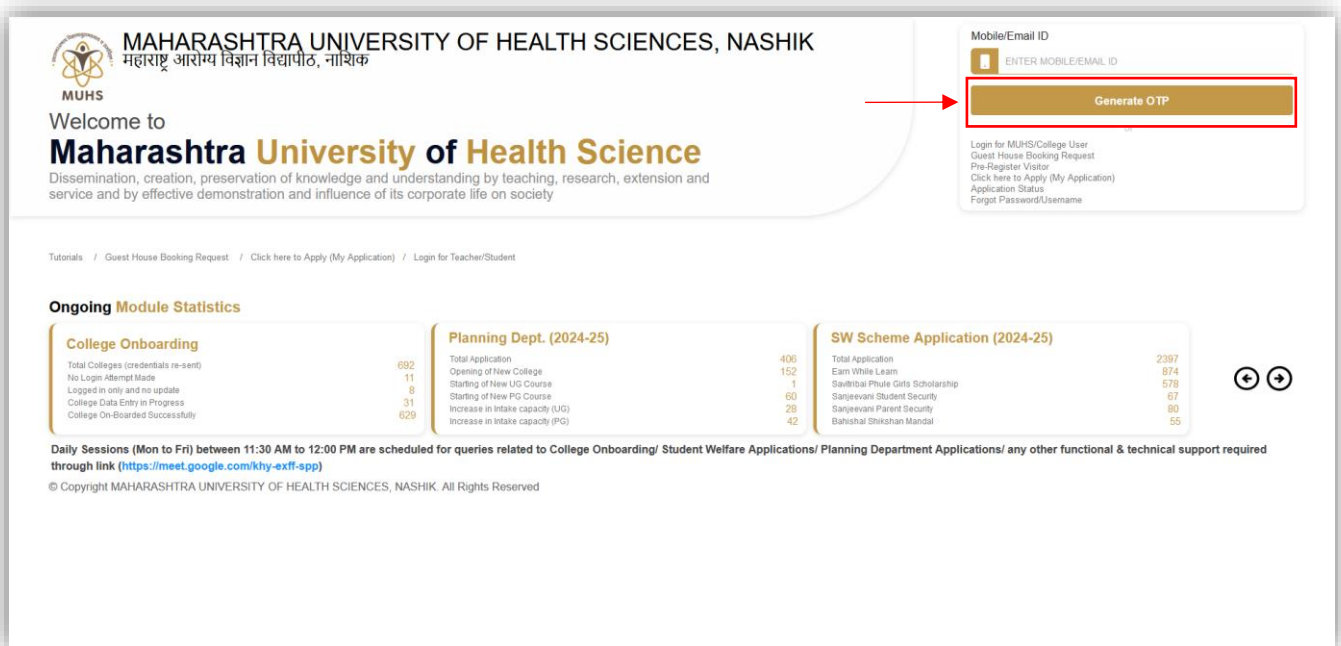 MAHARASHTRA UNIVERSITY OF HEALTH SCIENCES, NASHIK
महाराष्ट्र आरोग्य विज्ञान विद्यापीठ, नाशिक
MUHS
Welcome to
Maharashtra University of Health Science
Dissemination, creation, preservation of knowledge and understanding by teaching, research, extension and
service and by effective demonstration and influence of its corporate life on society
Mobile/Email ID
ENTER MOBILE/EMAIL ID
Generate OTP
Login for MUHS/College User
Guest House Booking Request
Pre-Register Visitor
Click here to Apply (My Application)
Application Status
Forgot Password/Username
Tutorials / Guest House Booking Request / Click here to Apply (My Application) / Login for Teacher/Student
Ongoing Module Statistics
College Onboarding
Total Colleges (credentials re-sent) 692
No Login Attempt Made 11
Logged in only and no update 8
College Data Entry in Progress 31
College On-Boarded Successfully 629
Planning Dept. (2024-25)
Total Application 406
Opening of New College 152
Starting of New UG Course 1
Starting of New PG Course 60
Increase in Intake capacity (UG) 28
Increase in Intake capacity (PG) 42
SW Scheme Application (2024-25)
Total Application 2397
Earn While Learn 874
Savitribai Phule Girls Scholarship 578
Sanjeevani Student Security 67
Sanjeevani Parent Security 80
Bahishal Shikshan Mandal 55
Daily Sessions (Mon to Fri) between 11:30 AM to 12:00 PM are scheduled for queries related to College Onboarding/ Student Welfare Applications/ Planning Department Applications/ any other functional & technical support required
through link (https://meet.google.com/khy-exff-spp)
© Copyright MAHARASHTRA UNIVERSITY OF HEALTH SCIENCES, NASHIK. All Rights Reserved